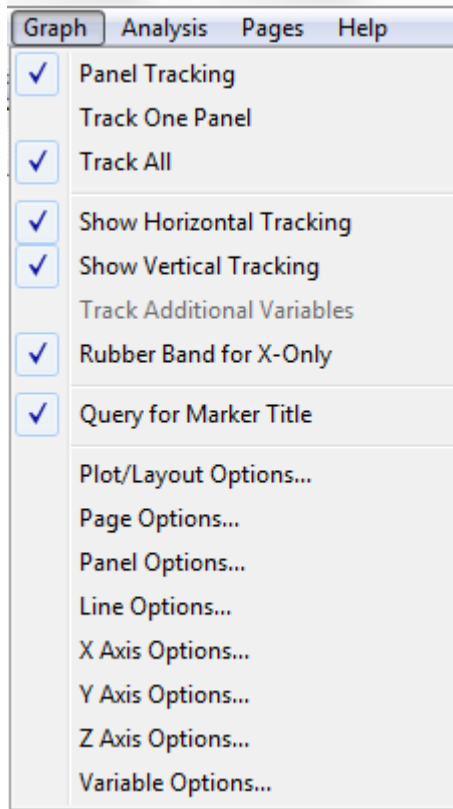 Graph Analysis Pages Help
Panel Tracking
Track One Panel
Track All
Show Horizontal Tracking
Show Vertical Tracking
Track Additional Variables
Rubber Band for X-Only
Query for Marker Title
Plot/Layout Options...
Page Options...
Panel Options...
Line Options...
X Axis Options...
Y Axis Options...
Z Axis Options...
Variable Options...